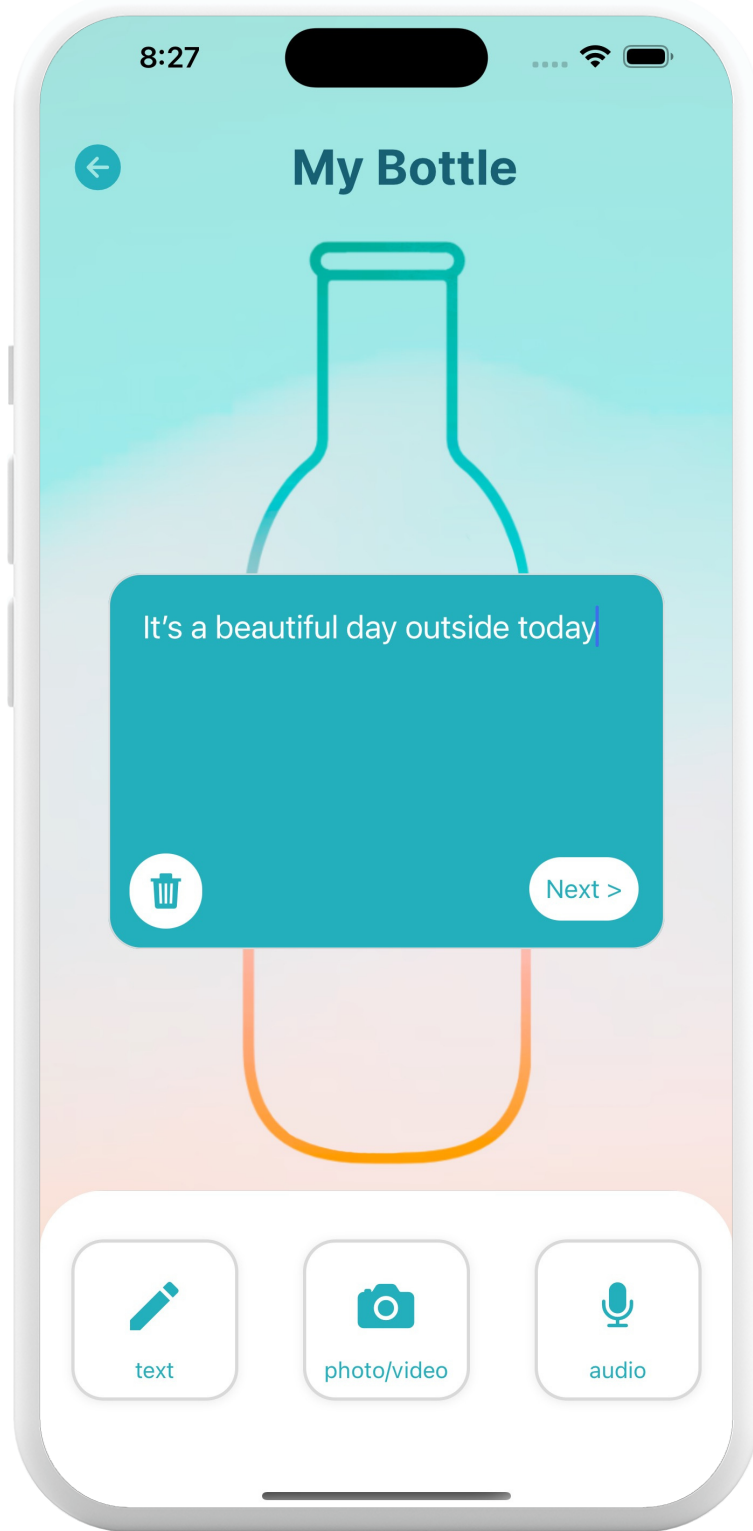 8:27
My Bottle
It’s a beautiful day outside today
Next >
text
photo/video
audio